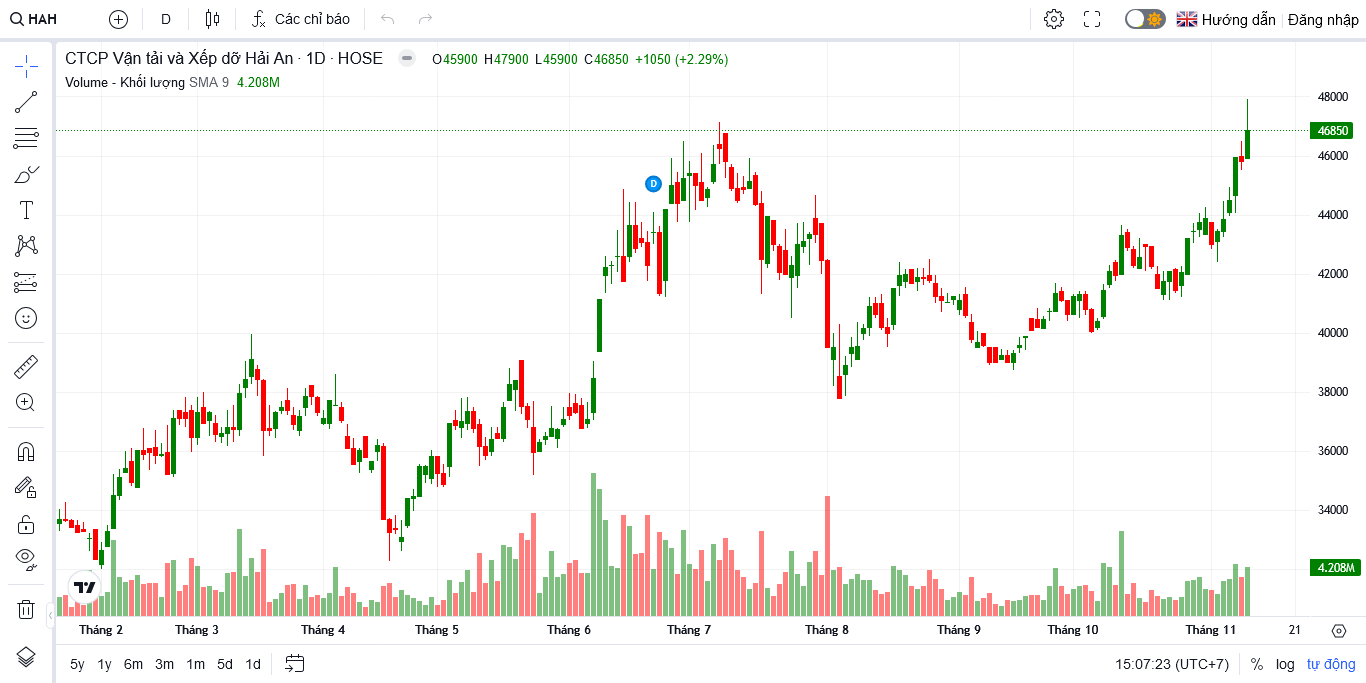 HAH D Các chỉ báo Hướng dẫn Đăng nhập
CTCP Vận tải và Xếp dỡ Hải An · 1D · HOSE O45900 H47900 L45900 C46850 +1050 (+2.29%)
Volume - Khối lượng SMA 9 4.208M
48000
46850
46000
D
44000
42000
40000
38000
36000
34000
4.208M
Tháng 2 Tháng 3 Tháng 4 Tháng 5 Tháng 6 Tháng 7 Tháng 8 Tháng 9 Tháng 10 Tháng 11 21
5y 1y 6m 3m 1m 5d 1d 15:07:23 (UTC+7) % log tự động